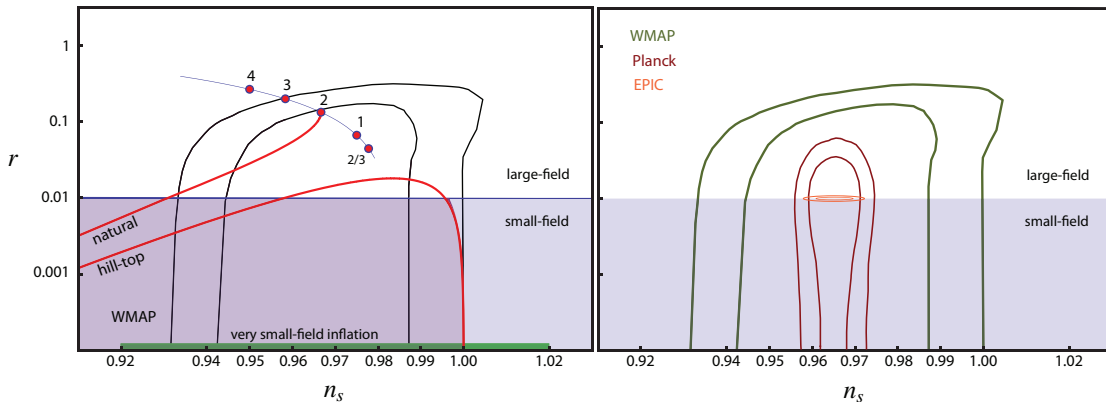 1
0.1
0.01
0.001
r
4
3
2
1
2/3
large-field
small-field
natural
hill-top
WMAP
very small-field inflation
0.92 0.94 0.95 0.96 0.97 0.98 0.99 1.00 1.02
n_s
WMAP
Planck
EPIC
large-field
small-field
0.92 0.94 0.95 0.96 0.97 0.98 0.99 1.00 1.02
n_s